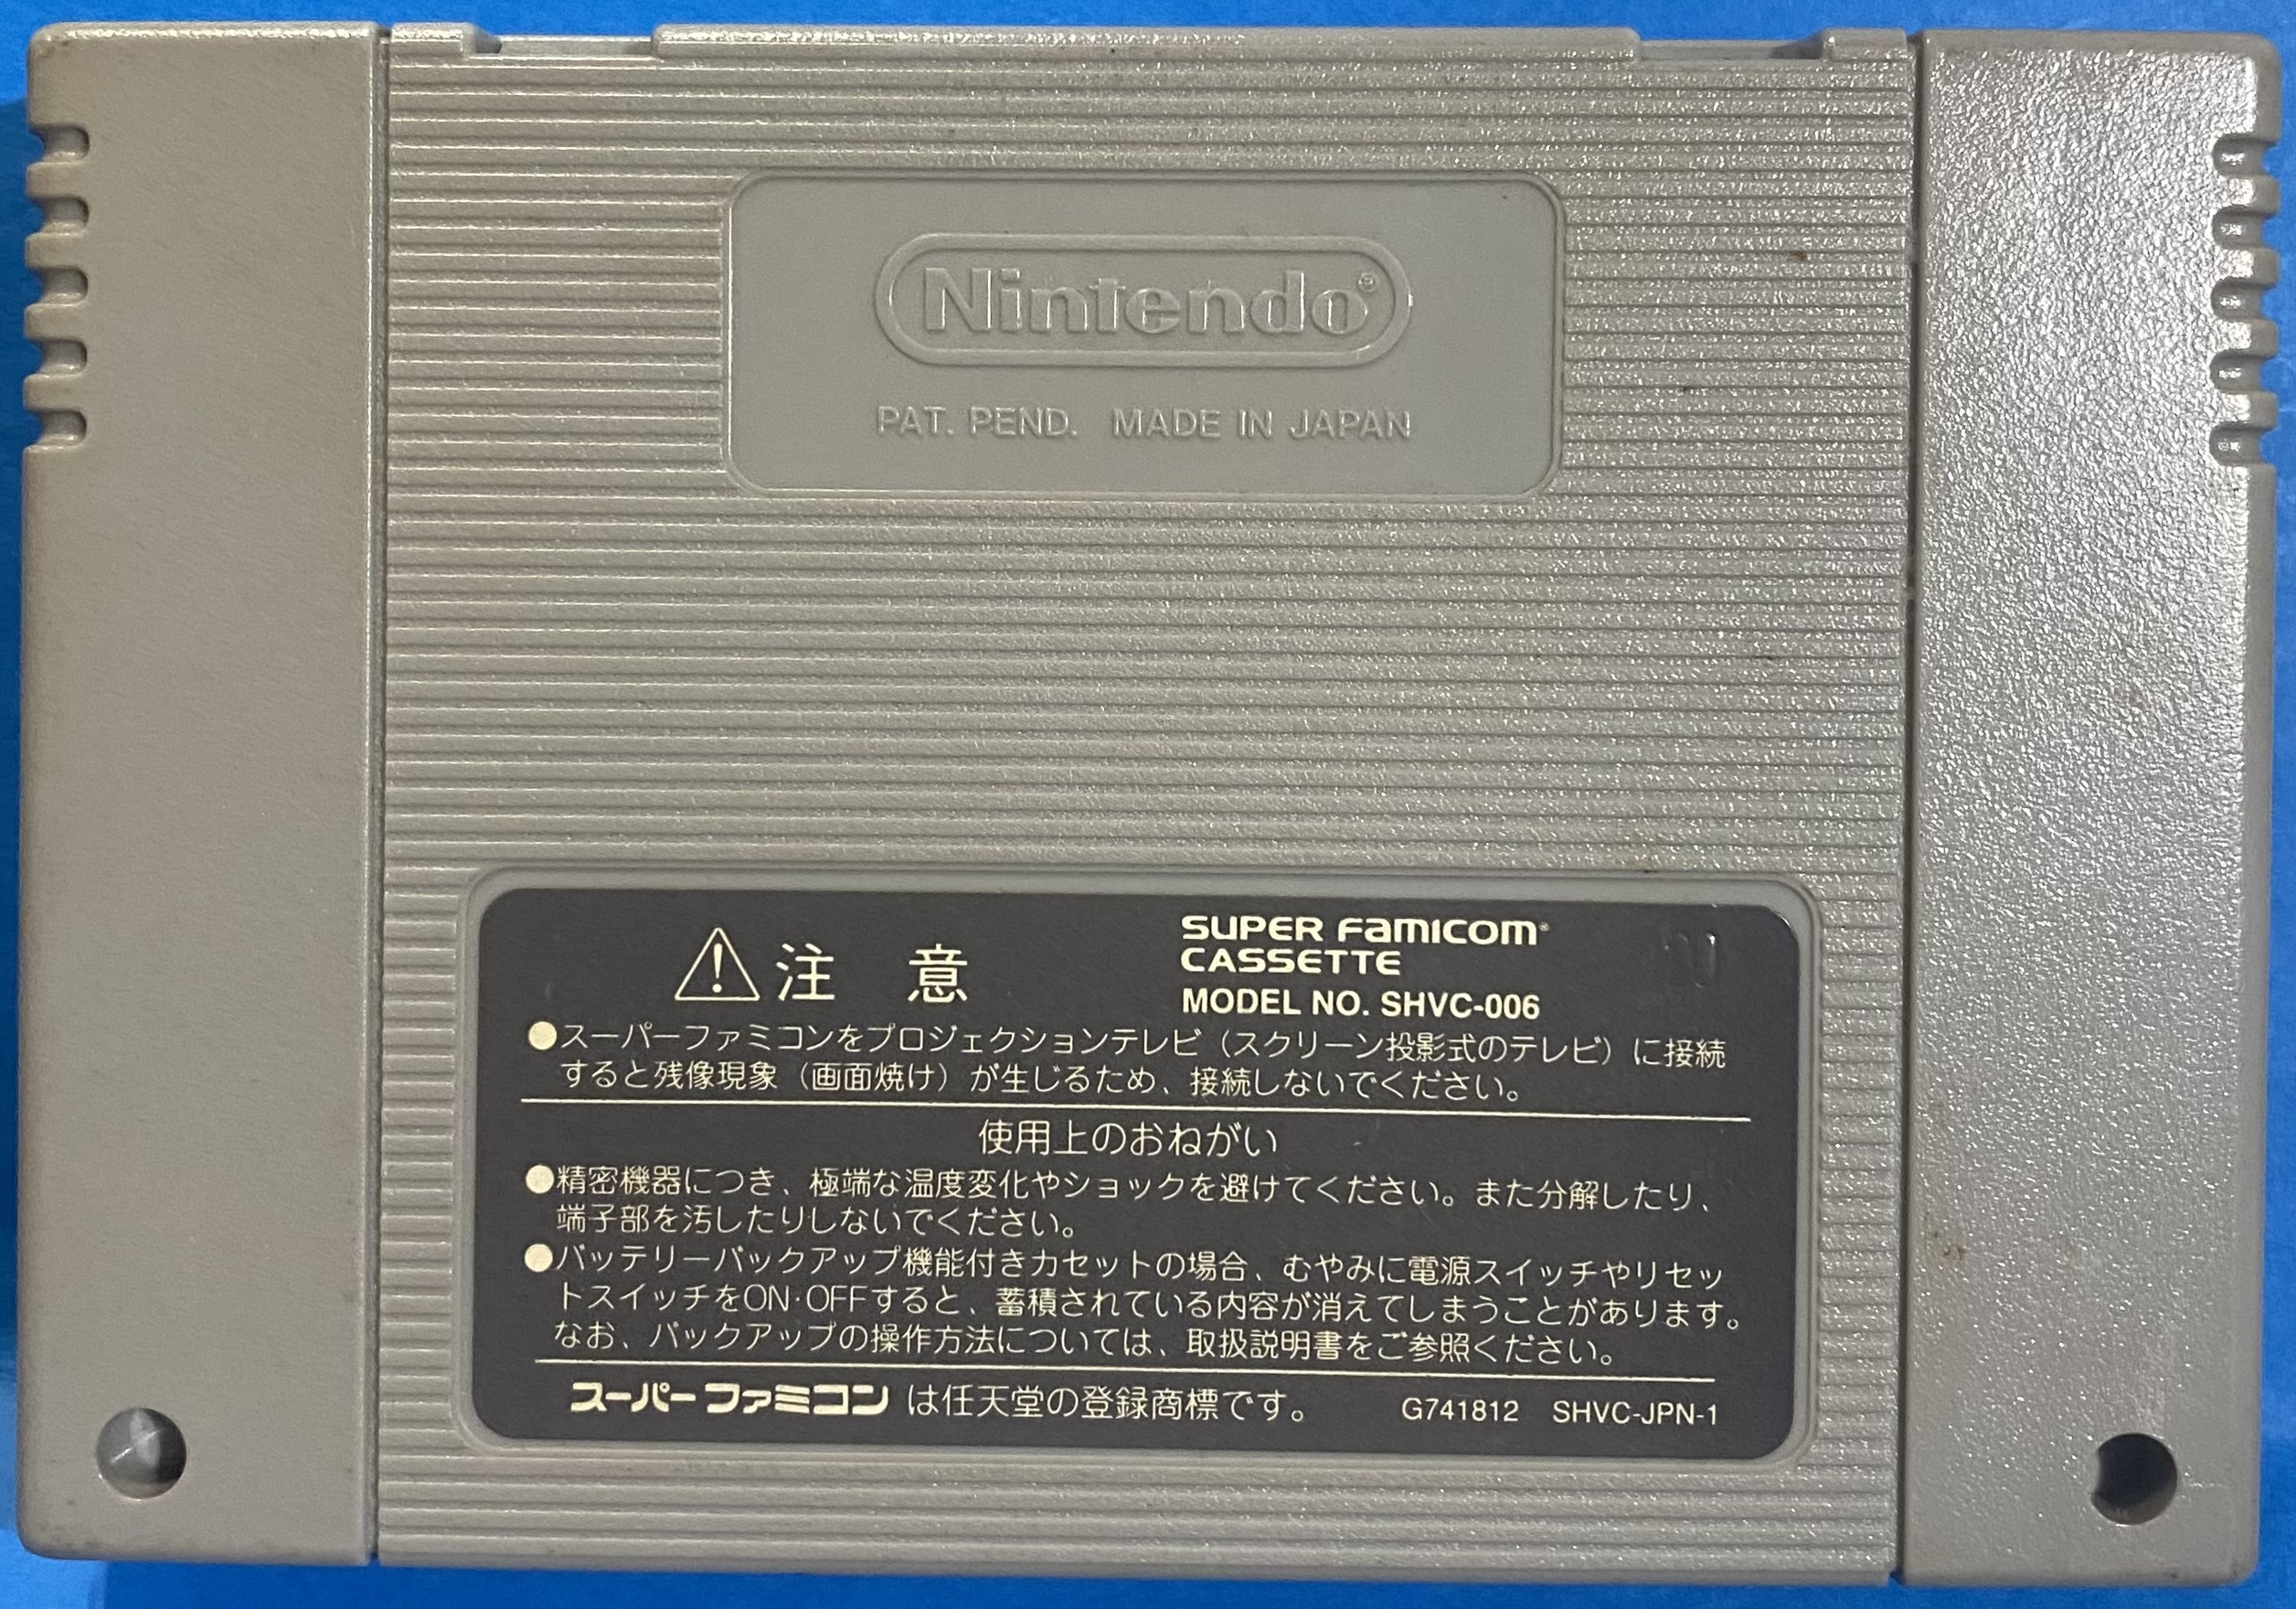 Nintendo®
PAT. PEND. MADE IN JAPAN
注 意
SUPER Famicom
CASSETTE
MODEL NO. SHVC-006
●スーパーファミコンをプロジェクションテレビ（スクリーン投影式のテレビ）に接続
すると残像現象（画面焼け）が生じるため、接続しないでください。
使用上のおねがい
●精密機器につき、極端な温度変化やショックを避けてください。また分解したり、
端子部を汚したりしないでください。
●バッテリーバックアップ機能付きカセットの場合、むやみに電源スイッチやリセッ
トスイッチをON·OFFすると、蓄積されている内容が消えてしまうことがあります。
なお、バックアップの操作方法については、取扱説明書をご参照ください。
スーパーファミコン は任天堂の登録商標です。 G741812 SHVC-JPN-1